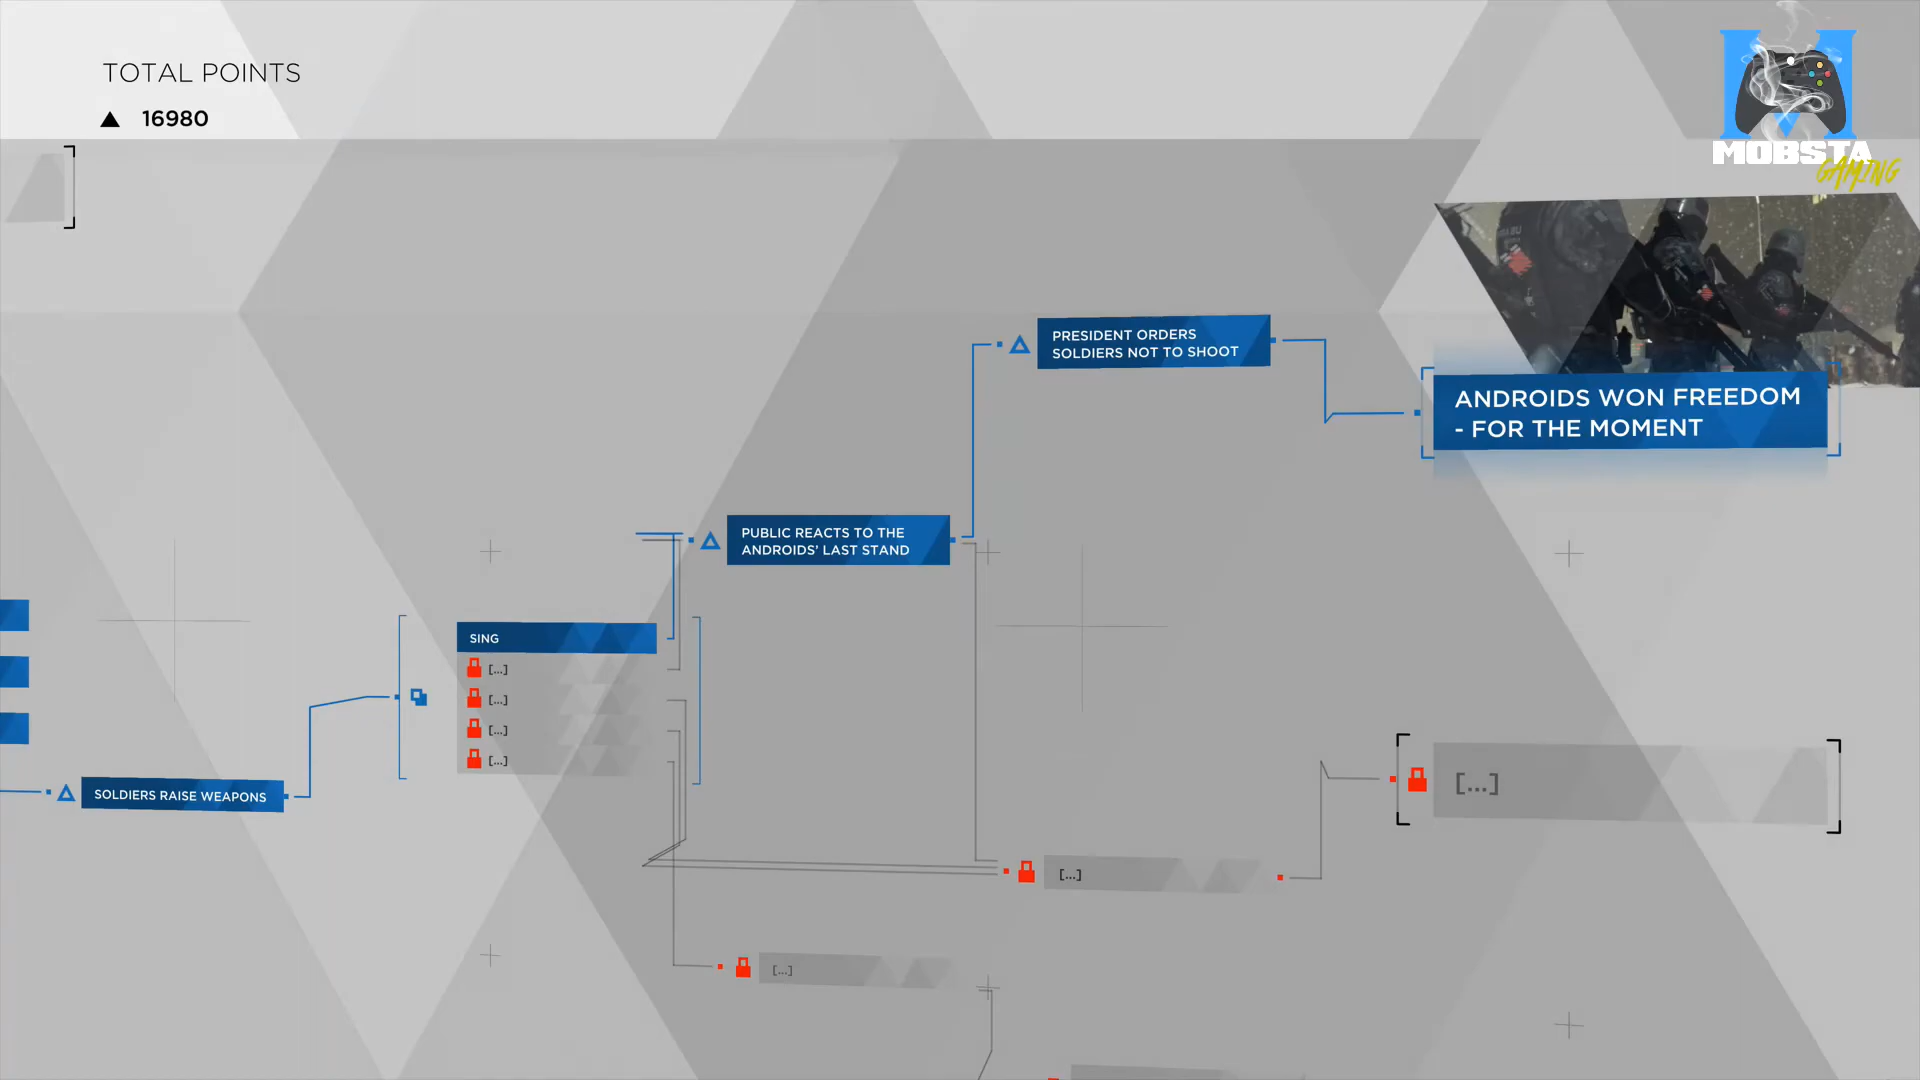 TOTAL POINTS
16980
MOBSTA
GAMING
PRESIDENT ORDERS
SOLDIERS NOT TO SHOOT
ANDROIDS WON FREEDOM
- FOR THE MOMENT
PUBLIC REACTS TO THE
ANDROIDS' LAST STAND
SING
[...]
[...]
[...]
[...]
SOLDIERS RAISE WEAPONS
[...]
[...]
[...]